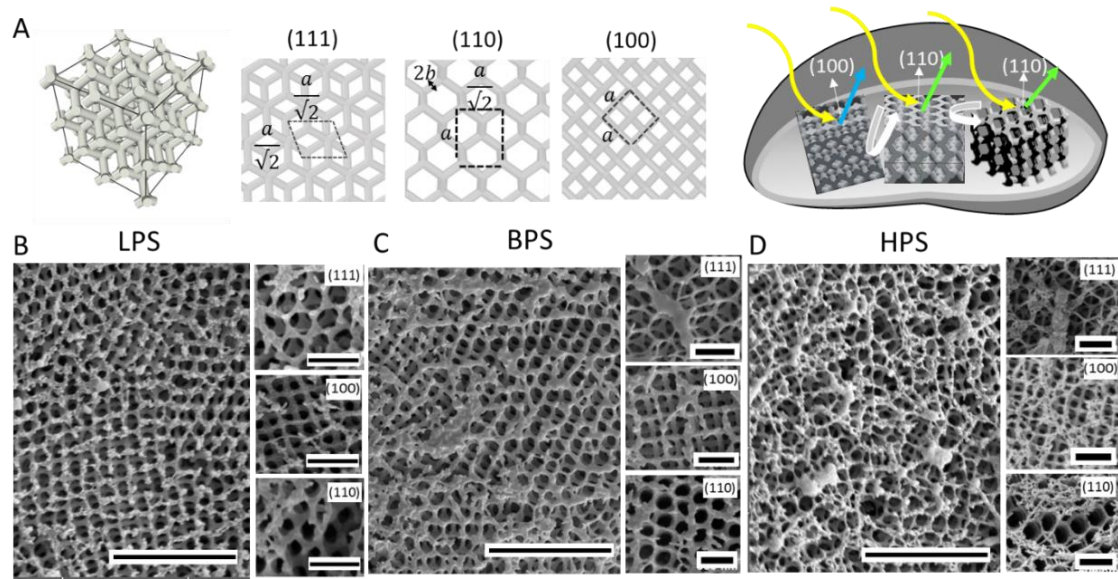 A
(111)
(110)
(100)
a
√2
a
√2
2b
a
√2
a
a
a
(100)
(110)
(110)
B
LPS
C
BPS
D
HPS
(111)
(100)
(110)
(111)
(100)
(110)
(111)
(100)
(110)